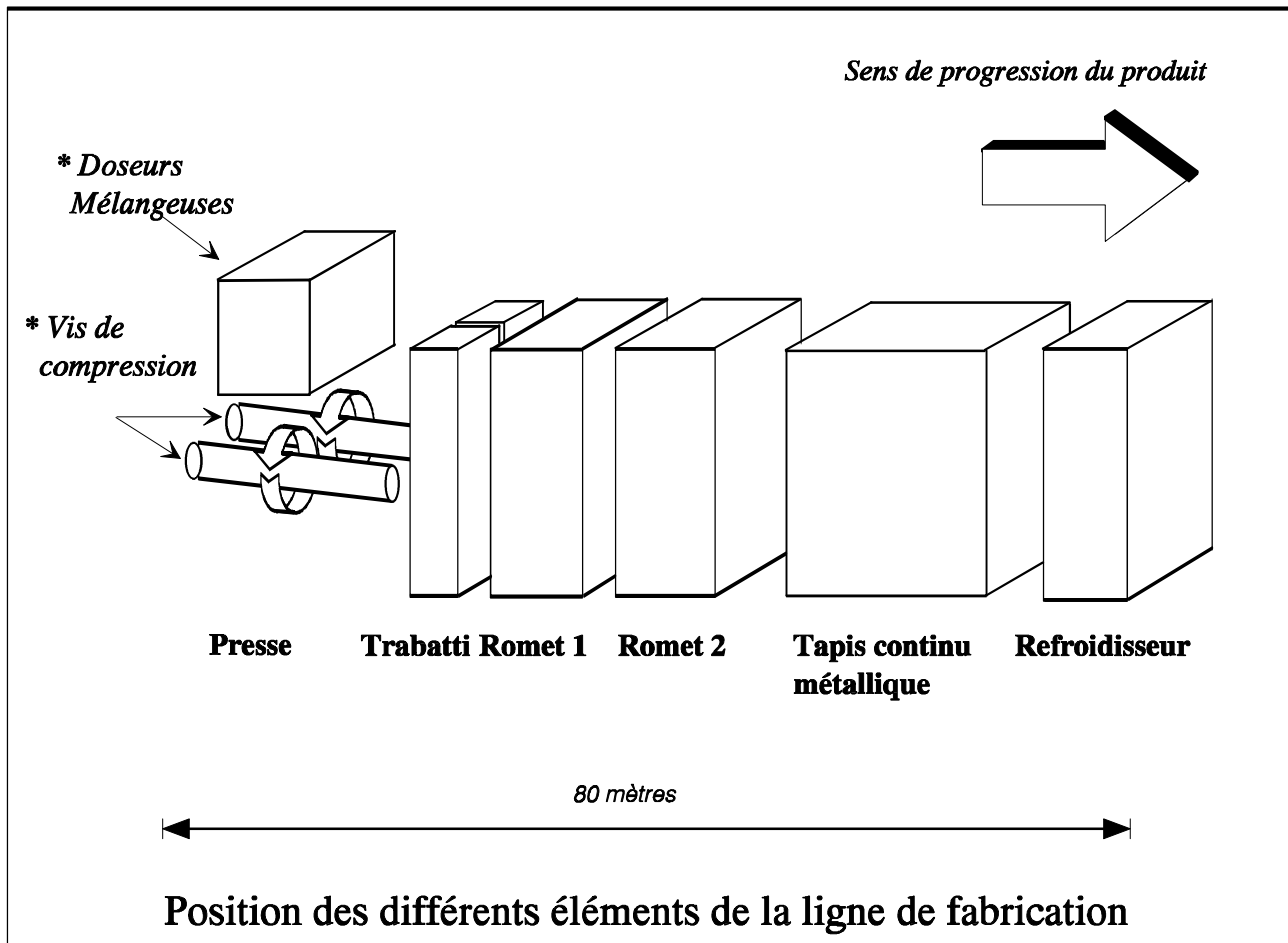 Sens de progression du produit
* Doseurs
Mélangeuses
* Vis de
compression
Presse
Trabatti
Romet 1
Romet 2
Tapis continu
métallique
Refroidisseur
80 mètres
Position des différents éléments de la ligne de fabrication